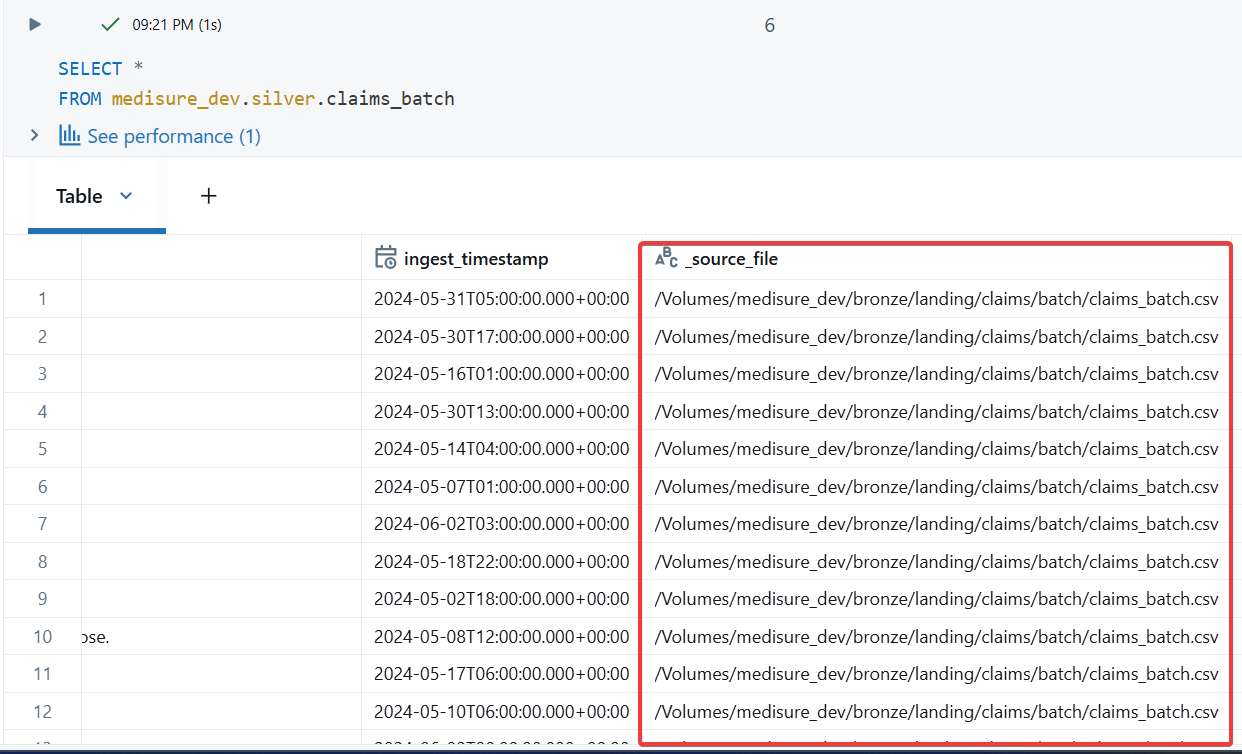 09:21 PM (1s)
6
SELECT *
FROM medisure_dev.silver.claims_batch
See performance (1)
Table
+
ingest_timestamp ABC _source_file
1 2024-05-31T05:00:00.000+00:00 /Volumes/medisure_dev/bronze/landing/claims/batch/claims_batch.csv
2 2024-05-30T17:00:00.000+00:00 /Volumes/medisure_dev/bronze/landing/claims/batch/claims_batch.csv
3 2024-05-16T01:00:00.000+00:00 /Volumes/medisure_dev/bronze/landing/claims/batch/claims_batch.csv
4 2024-05-30T13:00:00.000+00:00 /Volumes/medisure_dev/bronze/landing/claims/batch/claims_batch.csv
5 2024-05-14T04:00:00.000+00:00 /Volumes/medisure_dev/bronze/landing/claims/batch/claims_batch.csv
6 2024-05-07T01:00:00.000+00:00 /Volumes/medisure_dev/bronze/landing/claims/batch/claims_batch.csv
7 2024-06-02T03:00:00.000+00:00 /Volumes/medisure_dev/bronze/landing/claims/batch/claims_batch.csv
8 2024-05-18T22:00:00.000+00:00 /Volumes/medisure_dev/bronze/landing/claims/batch/claims_batch.csv
9 2024-05-02T18:00:00.000+00:00 /Volumes/medisure_dev/bronze/landing/claims/batch/claims_batch.csv
10 ose. 2024-05-08T12:00:00.000+00:00 /Volumes/medisure_dev/bronze/landing/claims/batch/claims_batch.csv
11 2024-05-17T06:00:00.000+00:00 /Volumes/medisure_dev/bronze/landing/claims/batch/claims_batch.csv
12 2024-05-10T06:00:00.000+00:00 /Volumes/medisure_dev/bronze/landing/claims/batch/claims_batch.csv